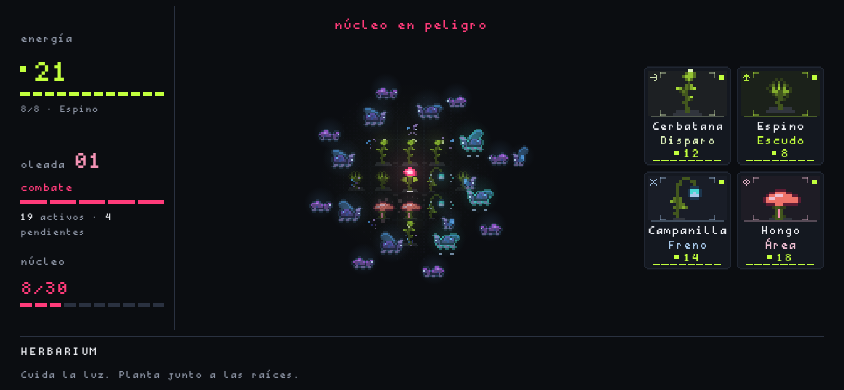 núcleo en peligro
energía
21
8/8 · Espino
oleada 01
combate
19 activos · 4
pendientes
núcleo
8/30
Cerbatana
Disparo
12
Espino
Escudo
8
Campanilla
Freno
14
Hongo
Área
18
HERBARIUM
Cuida la luz. Planta junto a las raíces.